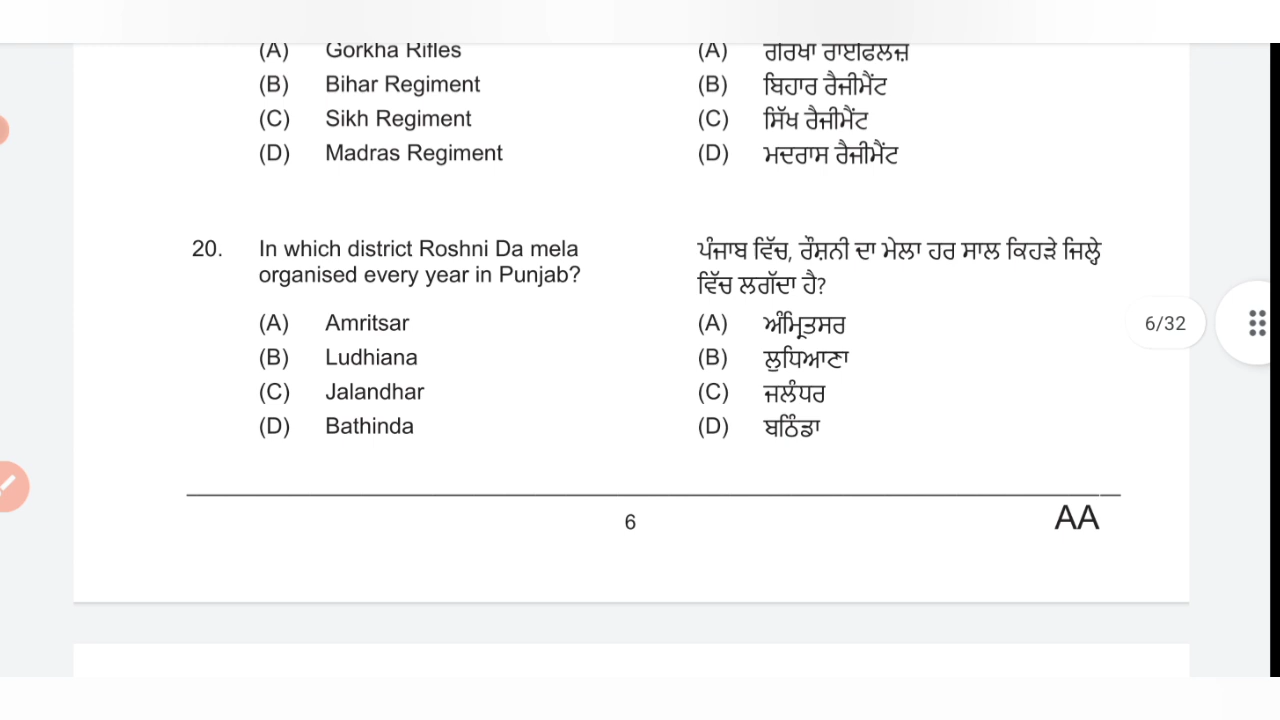 (A) Gorkha Rifles (A) ਗੋਰਖਾ ਰਾਈਫਲਜ਼
(B) Bihar Regiment (B) ਬਿਹਾਰ ਰੈਜੀਮੈਂਟ
(C) Sikh Regiment (C) ਸਿੱਖ ਰੈਜੀਮੈਂਟ
(D) Madras Regiment (D) ਮਦਰਾਸ ਰੈਜੀਮੈਂਟ
20. In which district Roshni Da mela
organised every year in Punjab?
ਪੰਜਾਬ ਵਿੱਚ, ਰੌਸ਼ਨੀ ਦਾ ਮੇਲਾ ਹਰ ਸਾਲ ਕਿਹੜੇ ਜਿਲ੍ਹੇ
ਵਿੱਚ ਲਗੱਦਾ ਹੈ?
(A) Amritsar (A) ਅੰਮ੍ਰਿਤਸਰ
(B) Ludhiana (B) ਲੁਧਿਆਣਾ
(C) Jalandhar (C) ਜਲੰਧਰ
(D) Bathinda (D) ਬਠਿੰਡਾ
6/32
6
AA